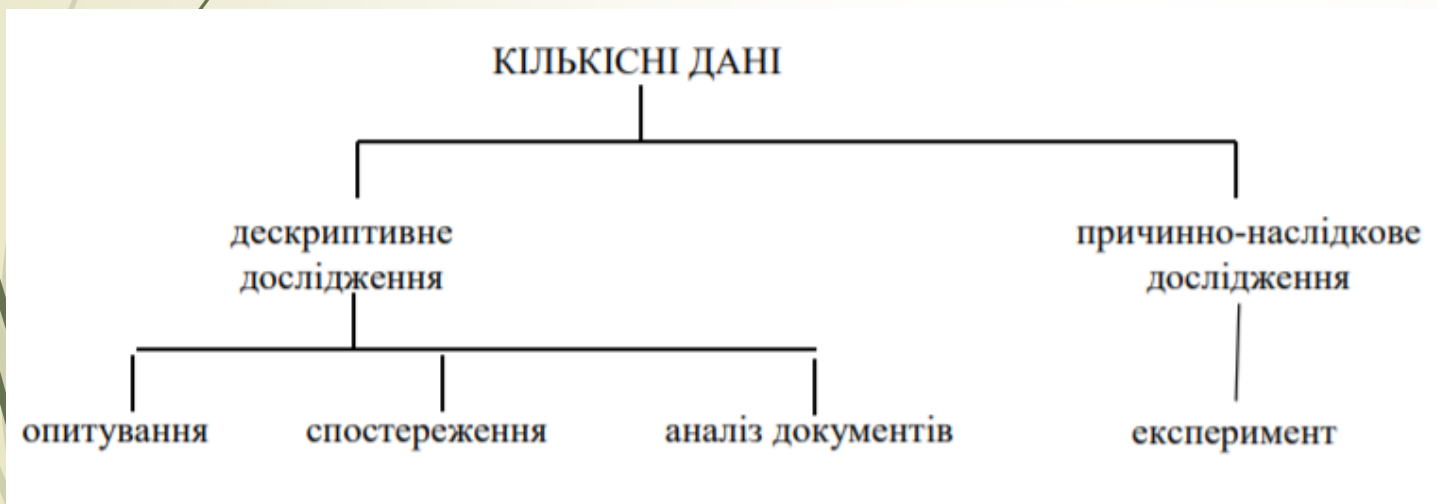 КІЛЬКІСНІ ДАНІ
дескриптивне
дослідження
причинно-наслідкове
дослідження
опитування
спостереження
аналіз документів
експеримент